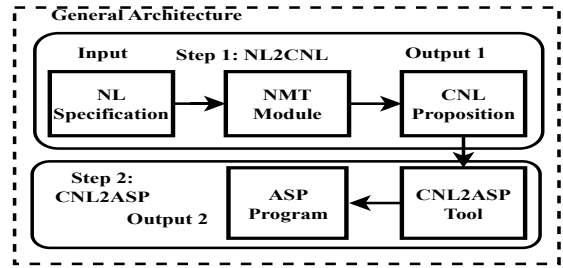 General Architecture
Input
Step 1: NL2CNL
Output 1
NL
Specification
NMT
Module
CNL
Proposition
Step 2:
CNL2ASP
Output 2
ASP
Program
CNL2ASP
Tool